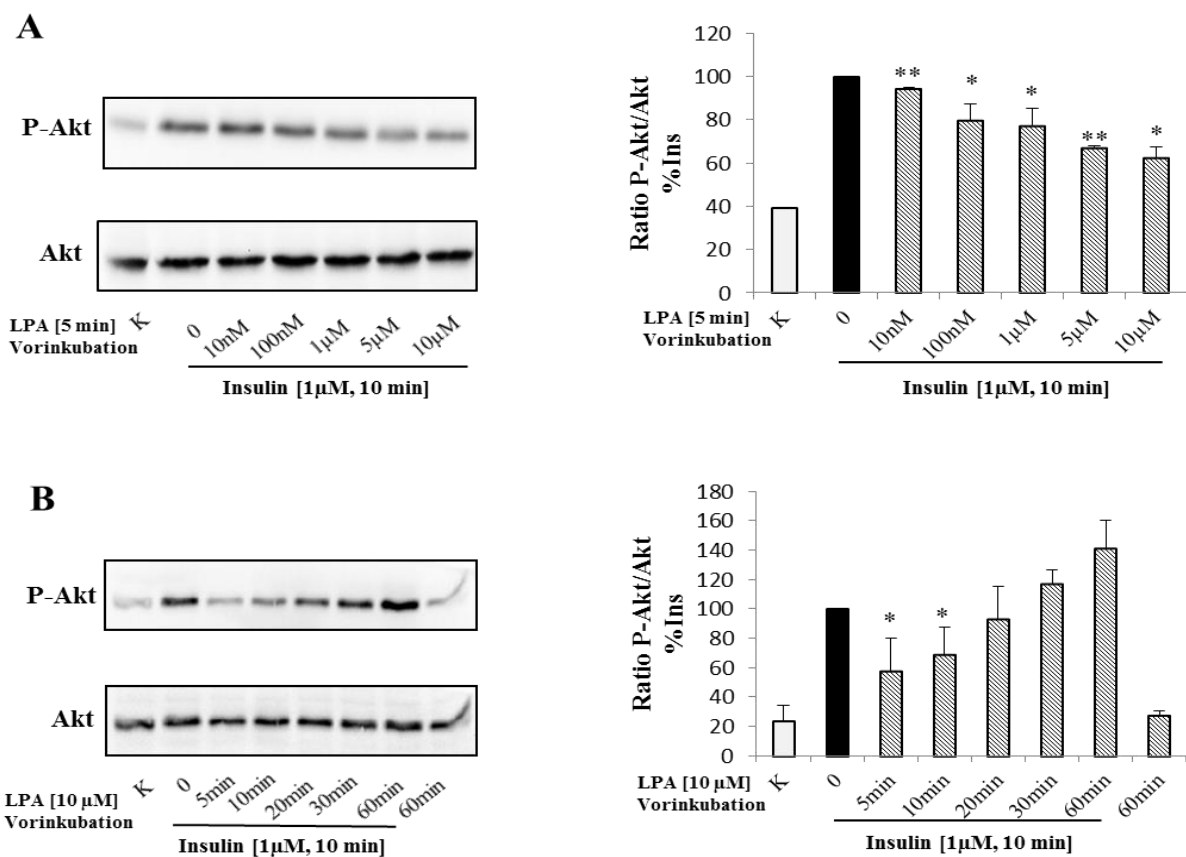 A
P-Akt
Akt
LPA [5 min]
Vorinkubation
K
0
10nM
100nM
1µM
5µM
10µM
Insulin [1µM, 10 min]
Ratio P-Akt/Akt
%Ins
120
100
80
60
40
20
0
**
*
*
**
*
LPA [5 min]
Vorinkubation
K
0
10nM
100nM
1µM
5µM
10µM
Insulin [1µM, 10 min]
B
P-Akt
Akt
LPA [10 µM]
Vorinkubation
K
0
5min
10min
20min
30min
60min
60min
Insulin [1µM, 10 min]
Ratio P-Akt/Akt
%Ins
180
160
140
120
100
80
60
40
20
0
*
*
LPA [10 µM]
Vorinkubation
K
0
5min
10min
20min
30min
60min
60min
Insulin [1µM, 10 min]